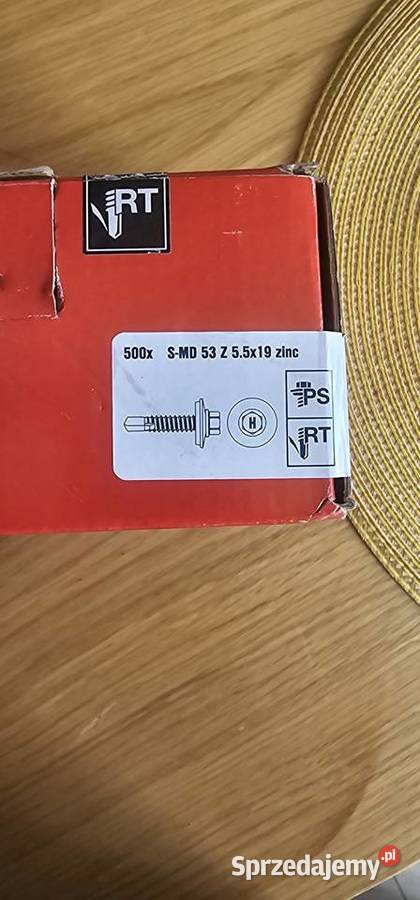 RT
500x S-MD 53 Z 5.5x19 zinc
PS
H
RT
Sprzedajemy.pl